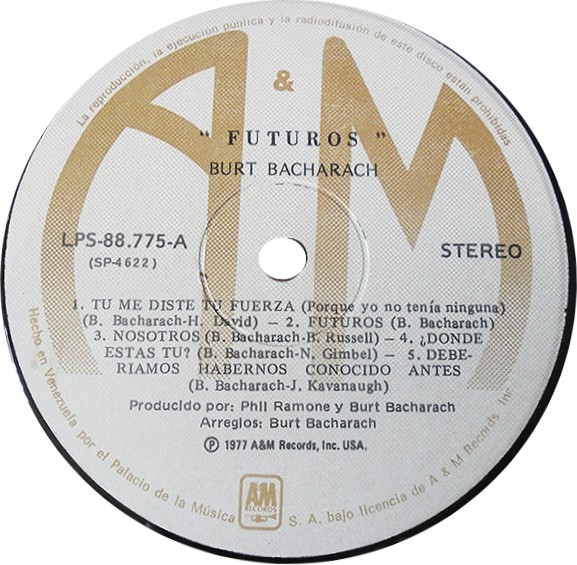 La reproducción, la ejecución pública y la radiodifusión de este disco están prohibidas
A & M
" FUTUROS "
BURT BACHARACH
LPS-88.775-A
(SP-4622)
STEREO
1. TU ME DISTE TU FUERZA (Porque yo no tenía ninguna)
(B. Bacharach-H. David) – 2. FUTUROS (B. Bacharach)
3. NOSOTROS (B. Bacharach-B. Russell) – 4. ¿DONDE
ESTAS TU? (B. Bacharach-N. Gimbel) – 5. DEBE-
RIAMOS HABERNOS CONOCIDO ANTES
(B. Bacharach-J. Kavanaugh)
Producido por: Phil Ramone y Burt Bacharach
Arreglos: Burt Bacharach
Ⓟ 1977 A&M Records, Inc. USA.
A&M
RECORDS
Hecho en Venezuela por el Palacio de la Música S. A. bajo licencia de A & M Records, Inc.